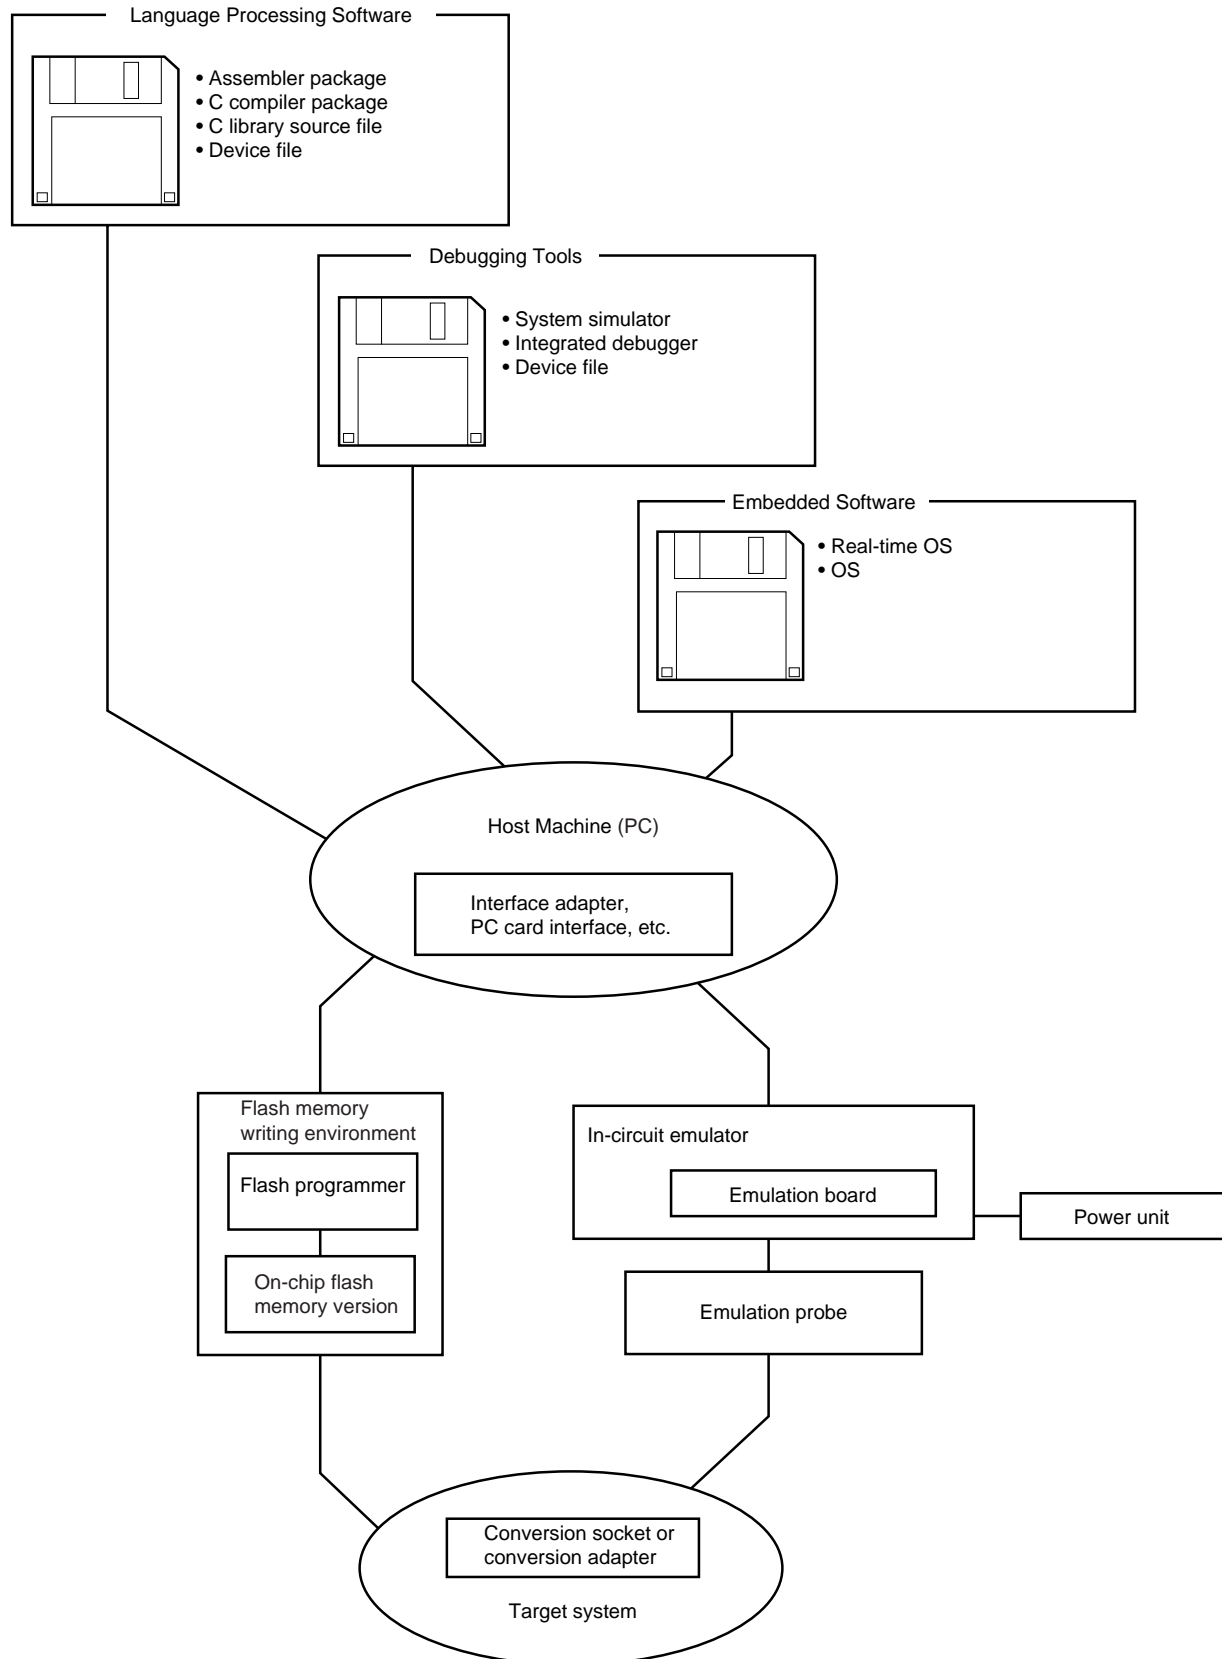 Language Processing Software
• Assembler package
• C compiler package
• C library source file
• Device file
Debugging Tools
• System simulator
• Integrated debugger
• Device file
Embedded Software
• Real-time OS
• OS
Host Machine (PC)
Interface adapter,
PC card interface, etc.
Flash memory
writing environment
Flash programmer
On-chip flash
memory version
In-circuit emulator
Emulation board
Power unit
Emulation probe
Conversion socket or
conversion adapter
Target system